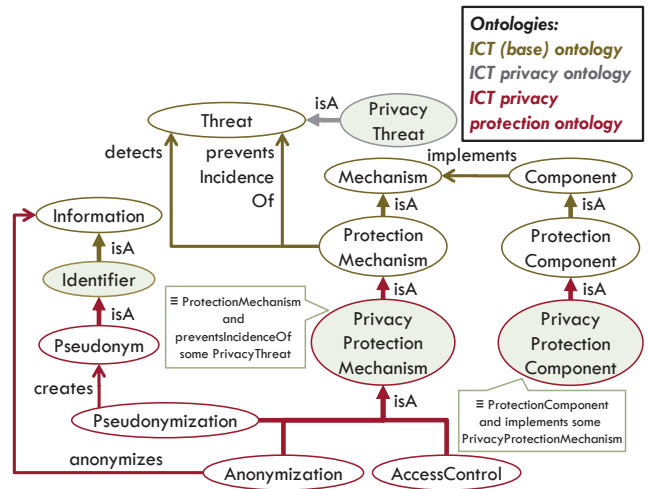 Ontologies:
ICT (base) ontology
ICT privacy ontology
ICT privacy
protection ontology
isA
Privacy
Threat
Threat
detects
prevents
Incidence
Of
implements
Mechanism
Component
isA
isA
Information
isA
Protection
Mechanism
Protection
Component
Identifier
isA
isA
isA
≡ ProtectionMechanism
and
preventsIncidenceOf
some PrivacyThreat
Privacy
Protection
Mechanism
Privacy
Protection
Component
Pseudonym
creates
isA
≡ ProtectionComponent
and implements some
PrivacyProtectionMechanism
Pseudonymization
anonymizes
Anonymization
AccessControl